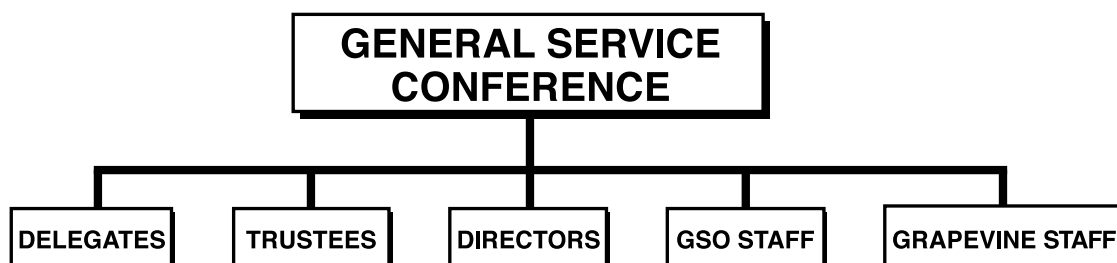 GENERAL SERVICE
CONFERENCE
DELEGATES
TRUSTEES
DIRECTORS
GSO STAFF
GRAPEVINE STAFF